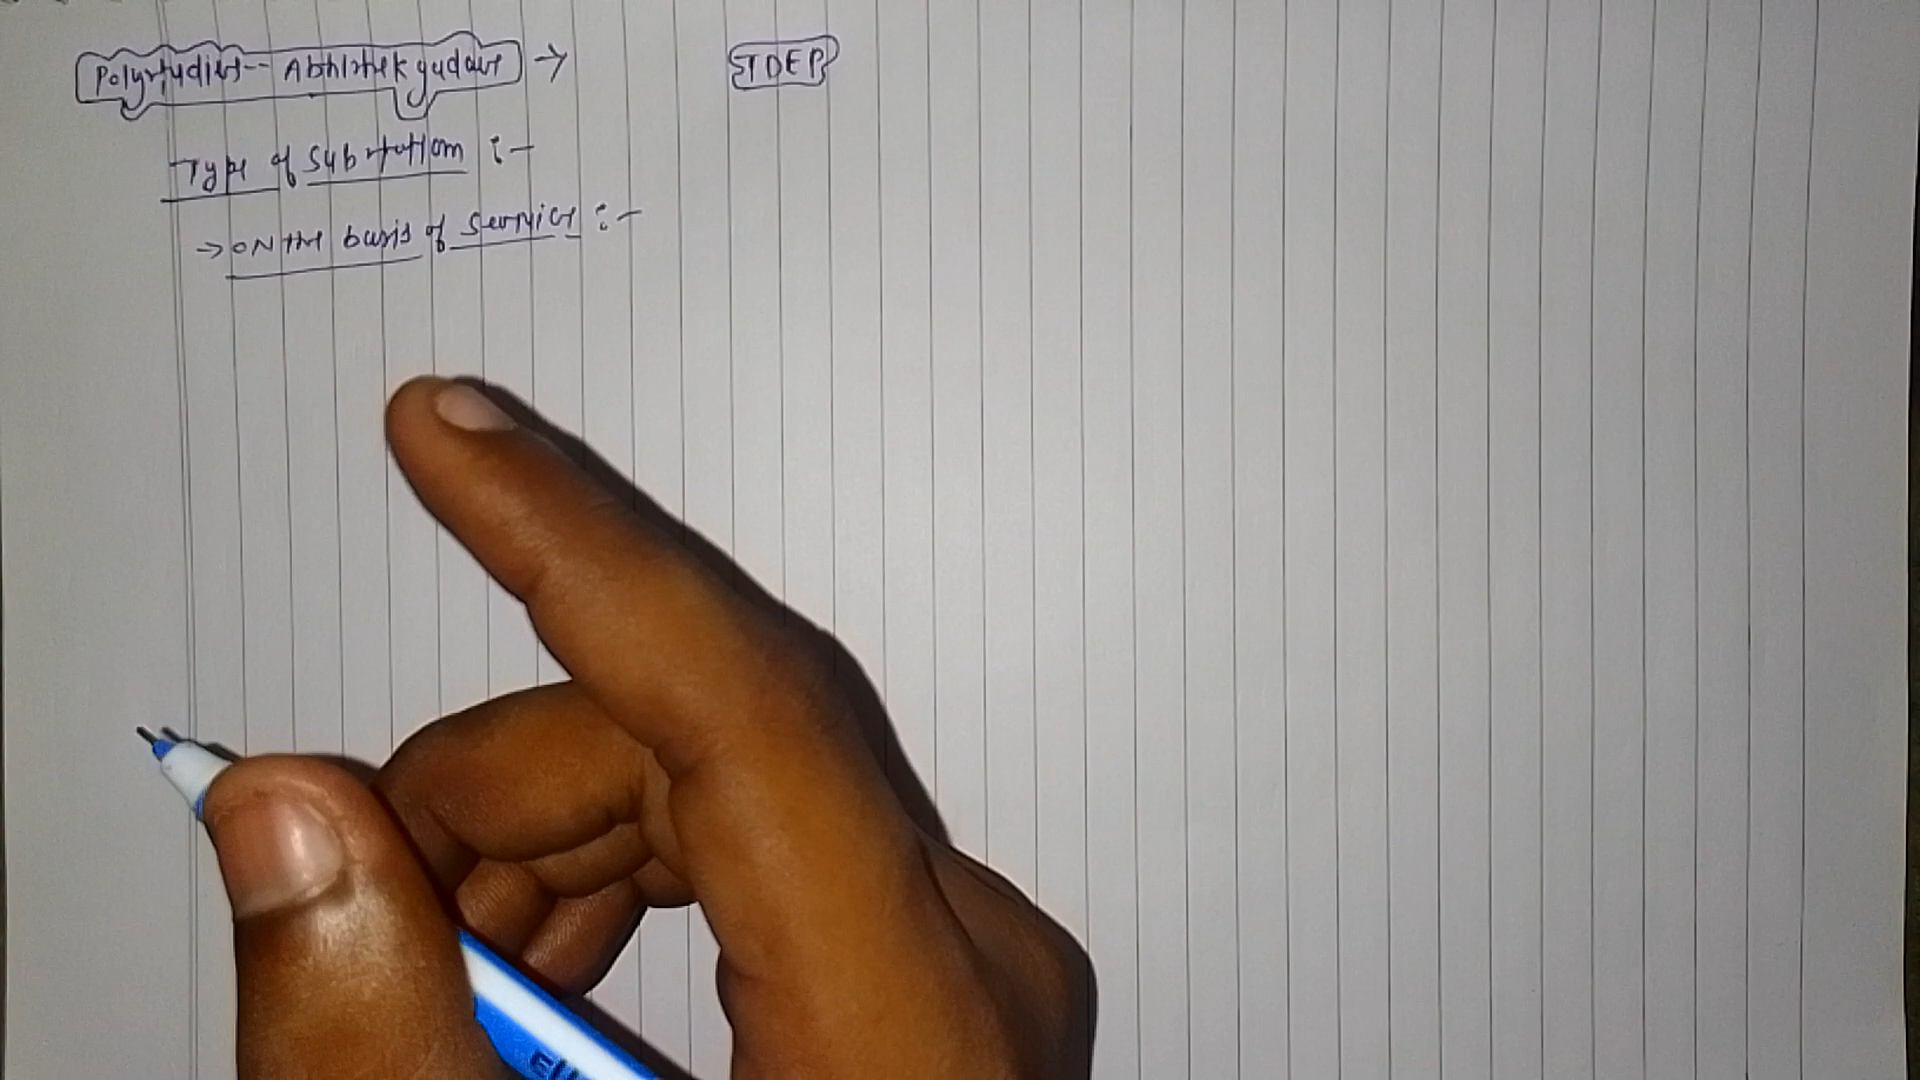 Polystudies-- Abhishek yadav → TDEP
Type of Substation :-
→ ON the basis of Service :-